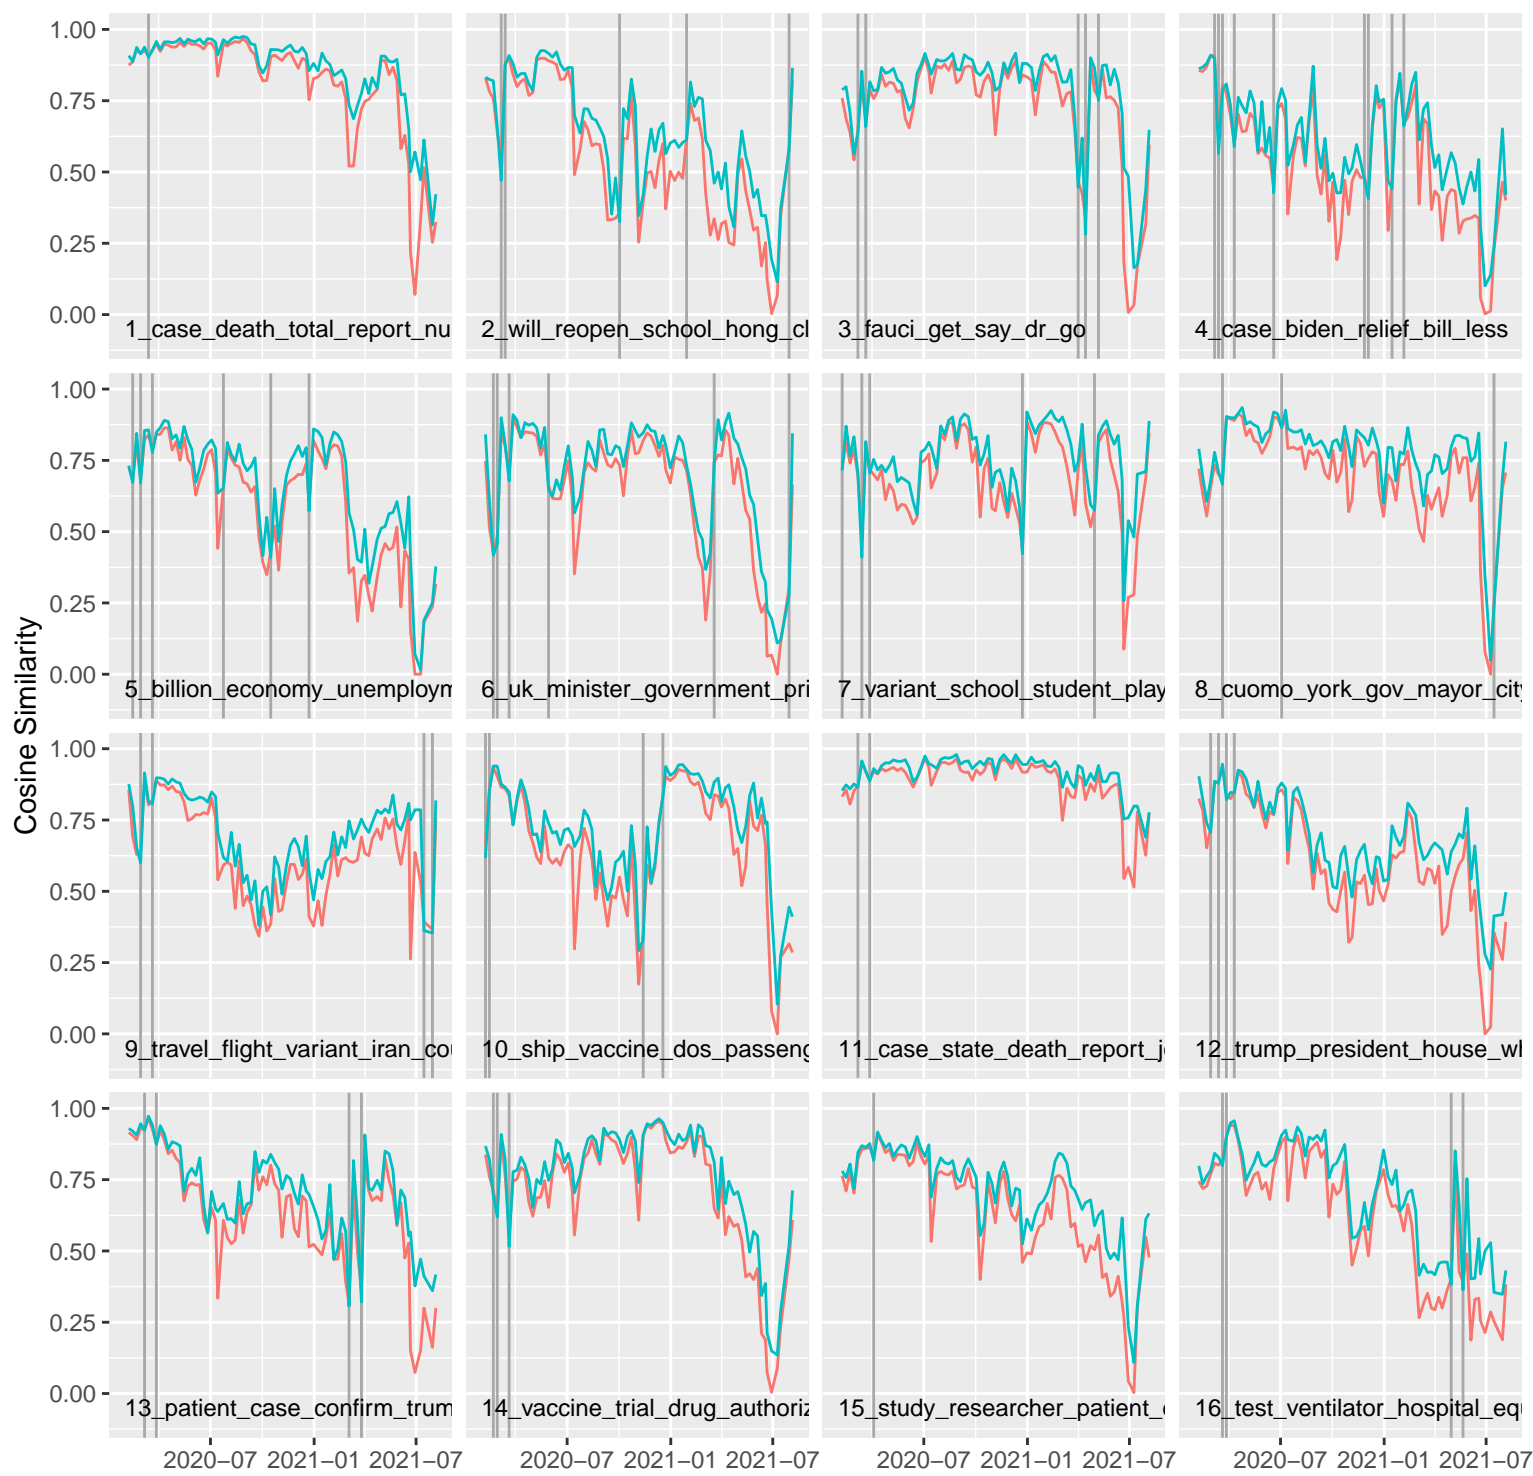 1.00
0.75
0.50
0.25
0.00
1_case_death_total_report_nu
2_will_reopen_school_hong_cl
3_fauci_get_say_dr_go
4_case_biden_relief_bill_less
1.00
0.75
0.50
0.25
0.00
5_billion_economy_unemploym
6_uk_minister_government_pri
7_variant_school_student_play
8_cuomo_york_gov_mayor_city
Cosine Similarity
1.00
0.75
0.50
0.25
0.00
9_travel_flight_variant_iran_cou
10_ship_vaccine_dos_passeng
11_case_state_death_report_j
12_trump_president_house_wh
1.00
0.75
0.50
0.25
0.00
13_patient_case_confirm_trum
14_vaccine_trial_drug_authoriz
15_study_researcher_patient_
16_test_ventilator_hospital_equ
2020−07 2021−01 2021−07
2020−07 2021−01 2021−07
2020−07 2021−01 2021−07
2020−07 2021−01 2021−07